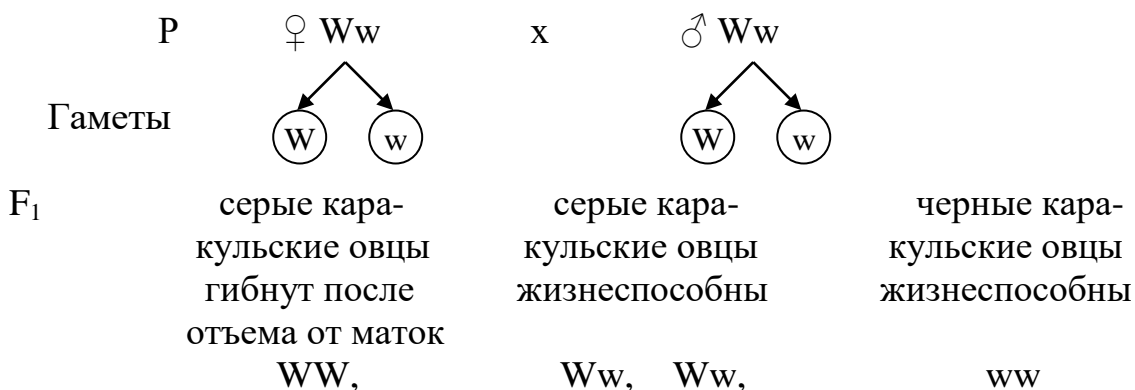 P ♀ Ww x ♂ Ww
Гаметы W w W w
F₁ серые кара- серые кара- черные кара-
кульские овцы кульские овцы кульские овцы
гибнут после жизнеспособны жизнеспособны
отъема от маток
WW, Ww, Ww, ww